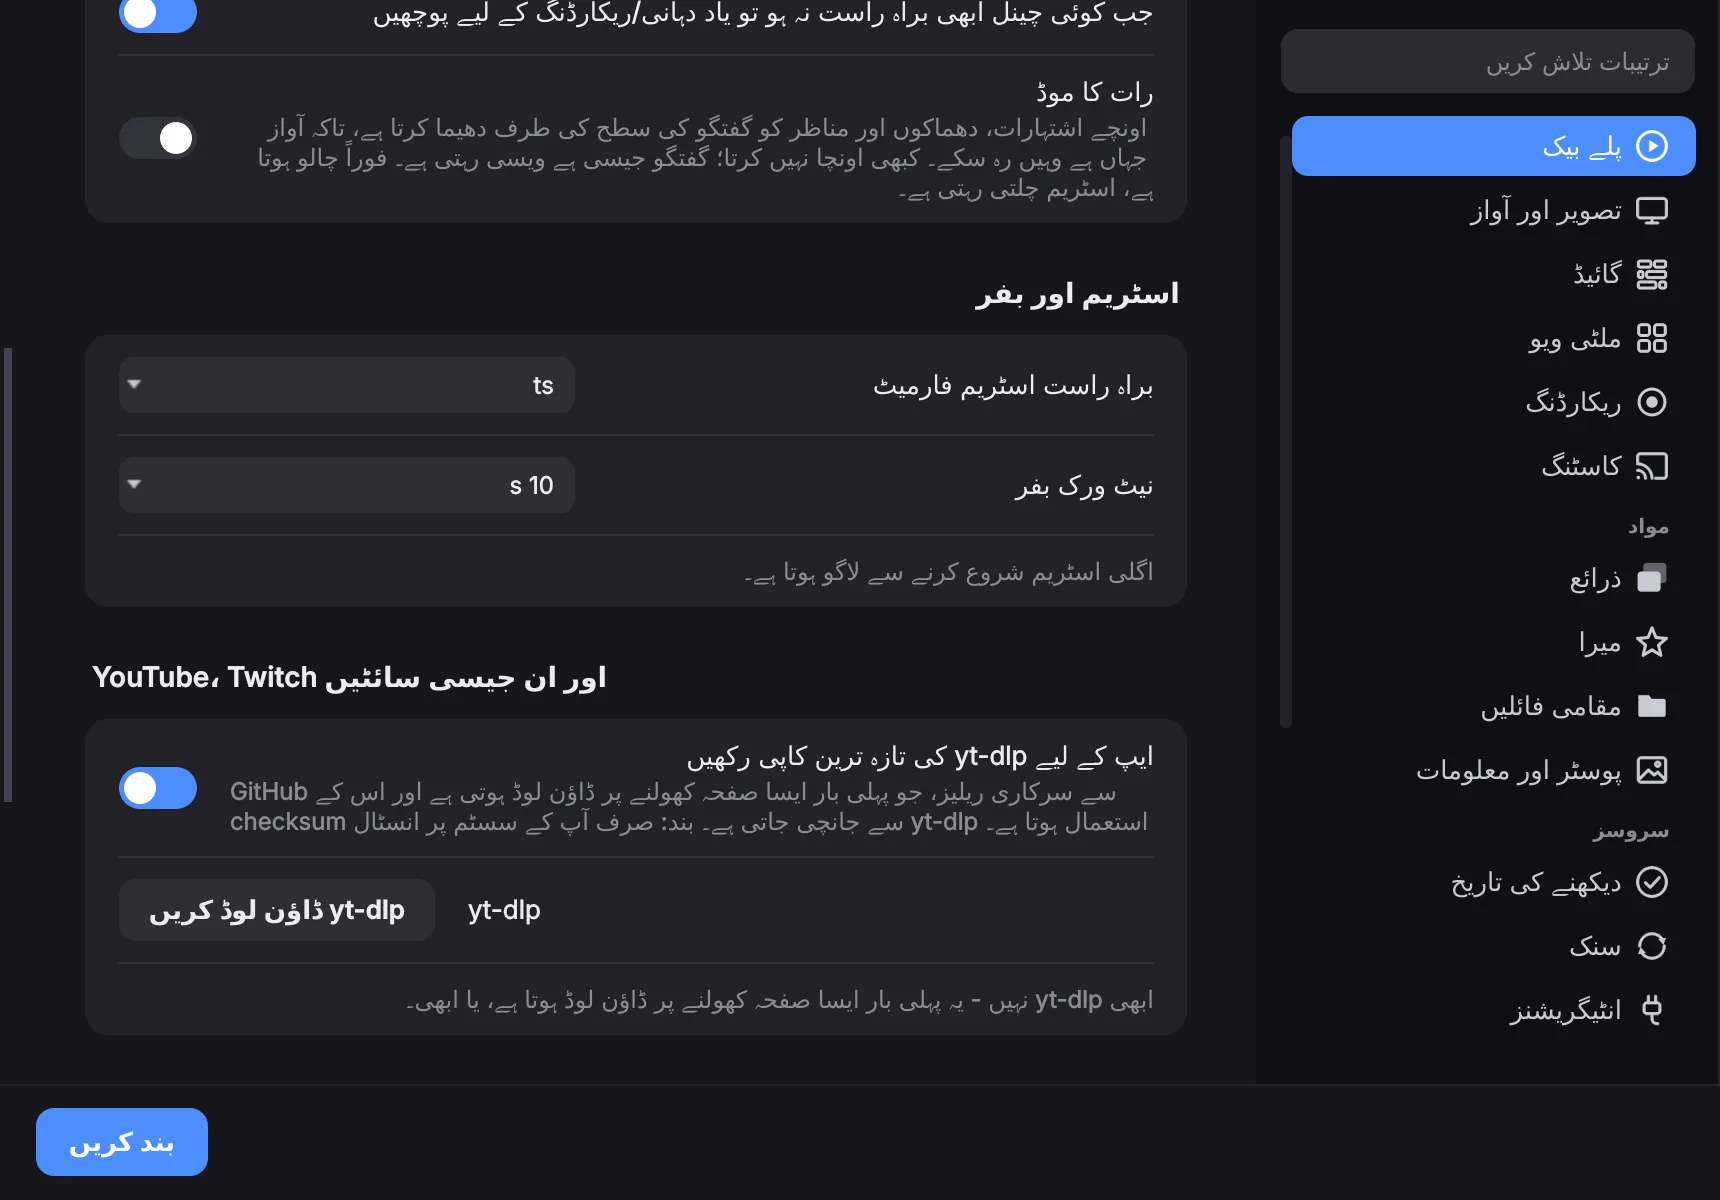 ترتیبات تلاش کریں
پلے بیک
تصویر اور آواز
گائیڈ
ملٹی ویو
ریکارڈنگ
کاسٹنگ
مواد
ذرائع
میرا
مقامی فائلیں
پوسٹر اور معلومات
سروسز
دیکھنے کی تاریخ
سنک
انٹیگریشنز
جب کوئی چینل ابھی براہ راست نہ ہو تو یاد دہانی/ریکارڈنگ کے لیے پوچھیں
رات کا موڈ
اونچے اشتہارات، دھماکوں اور مناظر کو گفتگو کی سطح کی طرف دھیما کرتا ہے، تاکہ آواز
جہاں ہے وہیں رہ سکے۔ کبھی اونچا نہیں کرتا؛ گفتگو جیسی ہے ویسی رہتی ہے۔ فوراً چالو ہوتا
ہے، اسٹریم چلتی رہتی ہے۔
اسٹریم اور بفر
براہ راست اسٹریم فارمیٹ
ts
نیٹ ورک بفر
10 s
اگلی اسٹریم شروع کرنے سے لاگو ہوتا ہے۔
YouTube، Twitch اور ان جیسی سائٹیں
ایپ کے لیے yt-dlp کی تازہ ترین کاپی رکھیں
GitHub سے سرکاری ریلیز، جو پہلی بار ایسا صفحہ کھولنے پر ڈاؤن لوڈ ہوتی ہے اور اس کے
checksum سے جانچی جاتی ہے۔ بند: صرف آپ کے سسٹم پر انسٹال yt-dlp استعمال ہوتا ہے۔
yt-dlp
yt-dlp ڈاؤن لوڈ کریں
ابھی yt-dlp نہیں - یہ پہلی بار ایسا صفحہ کھولنے پر ڈاؤن لوڈ ہوتا ہے، یا ابھی۔
بند کریں